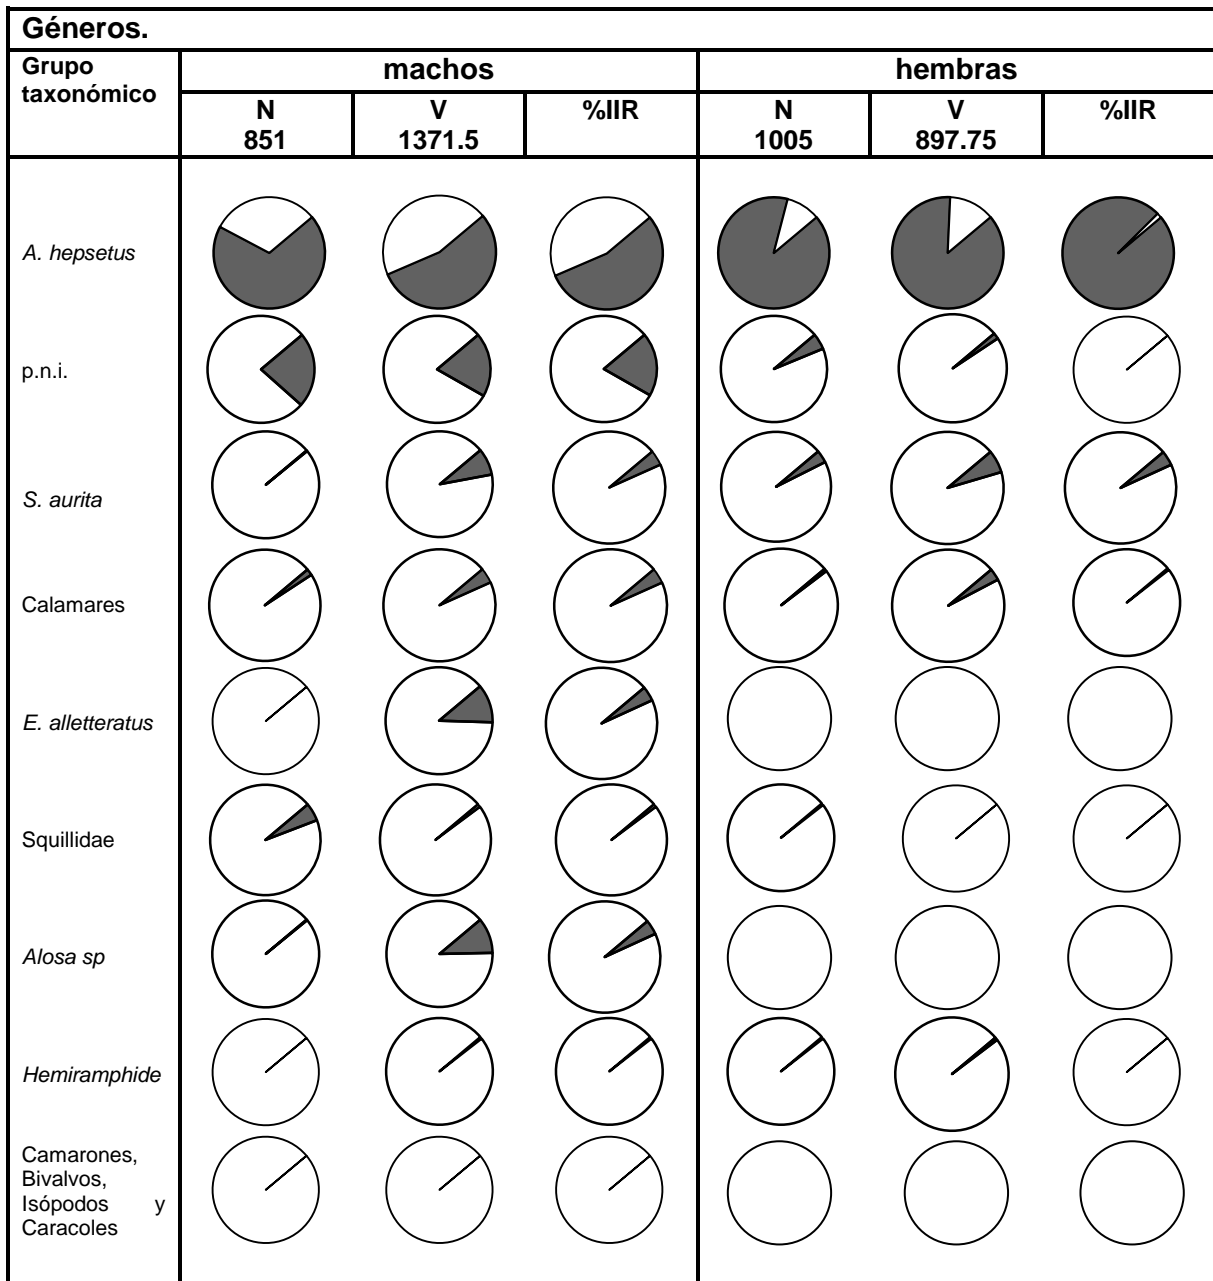 Géneros.
Grupo
taxonómico
machos
hembras
N
851
V
1371.5
%IIR
N
1005
V
897.75
%IIR
A. hepsetus
p.n.i.
S. aurita
Calamares
E. alletteratus
Squillidae
Alosa sp
Hemiramphide
Camarones,
Bivalvos,
Isópodos y
Caracoles